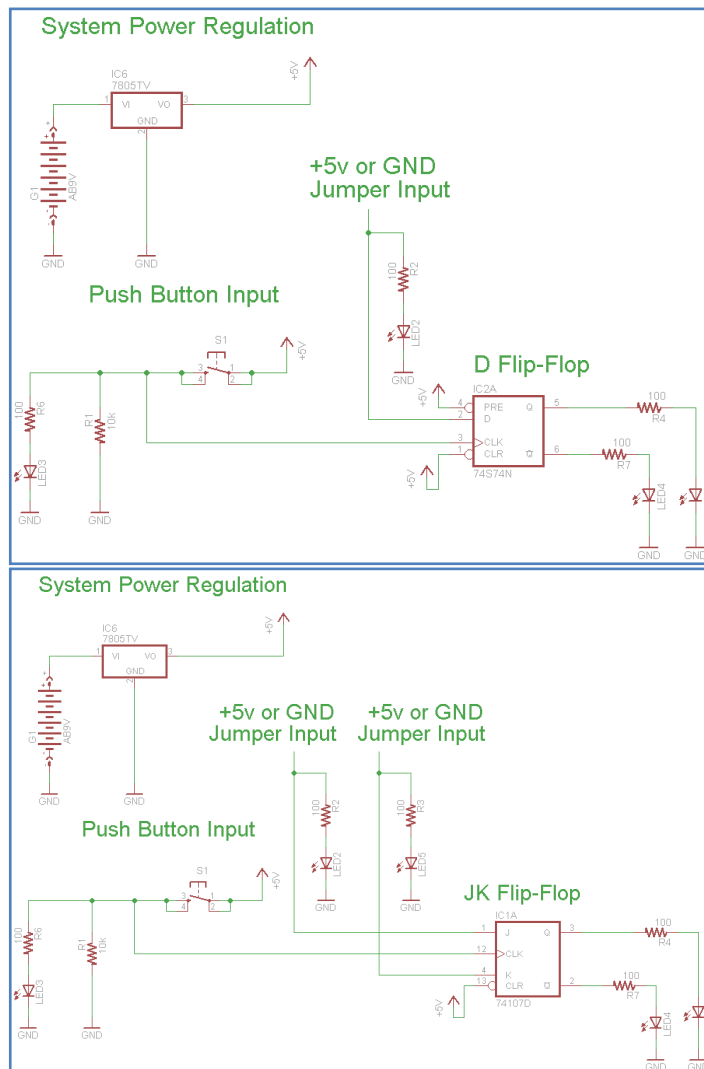 System Power Regulation
IC6
7805TV
+5V
1
VI
VO
3
GND
2
G1
AB9V
+
-
GND
GND
+5v or GND
Jumper Input
100
R2
LED2
GND
Push Button Input
S1
3
1
4
2
+5V
100
R6
LED3
GND
R1
10k
GND
D Flip-Flop
IC2A
+5V
4
PRE
Q
5
2
D
3
CLK
1
CLR
Q
6
74S74N
+5V
100
R4
100
R7
LED4
GND
GND
System Power Regulation
IC6
7805TV
+5V
1
VI
VO
3
GND
2
G1
AB9V
+
-
GND
GND
+5v or GND
Jumper Input
+5v or GND
Jumper Input
100
R2
LED2
GND
100
R3
LED5
GND
Push Button Input
S1
3
1
4
2
+5V
100
R6
LED3
GND
R1
10k
GND
JK Flip-Flop
IC1A
1
J
Q
3
12
CLK
4
K
13
CLR
Q
2
74107D
+5V
100
R4
100
R7
LED4
GND
GND